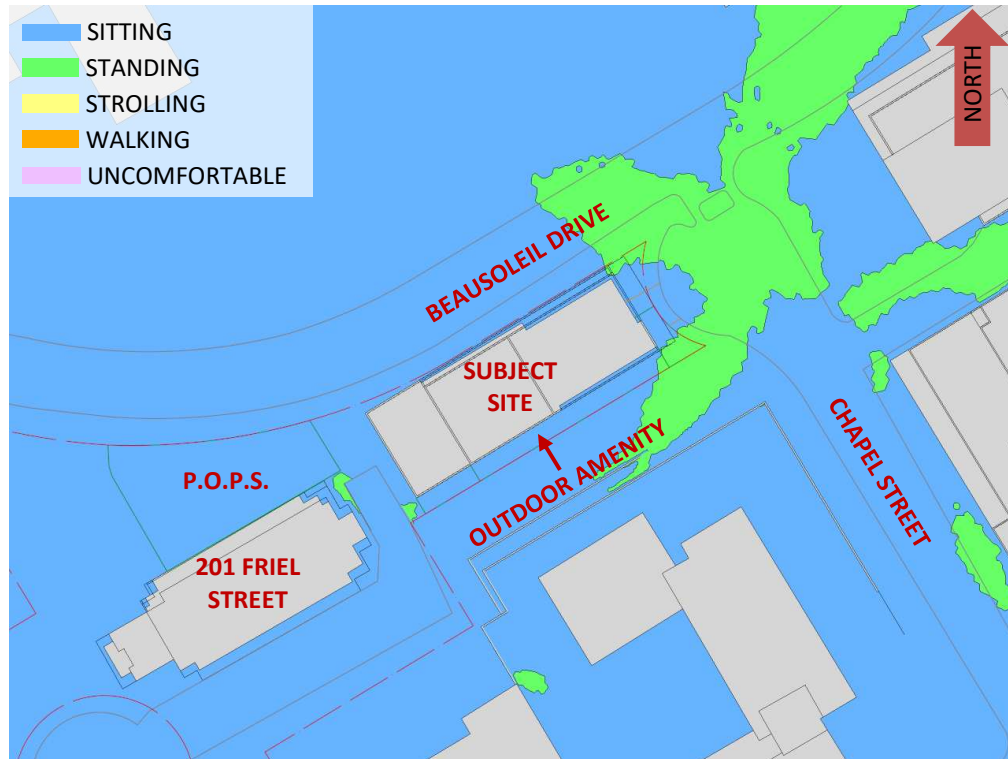 SITTING
STANDING
STROLLING
WALKING
UNCOMFORTABLE
NORTH
BEAUSOLEIL DRIVE
SUBJECT
SITE
P.O.P.S.
OUTDOOR AMENITY
CHAPEL STREET
201 FRIEL
STREET